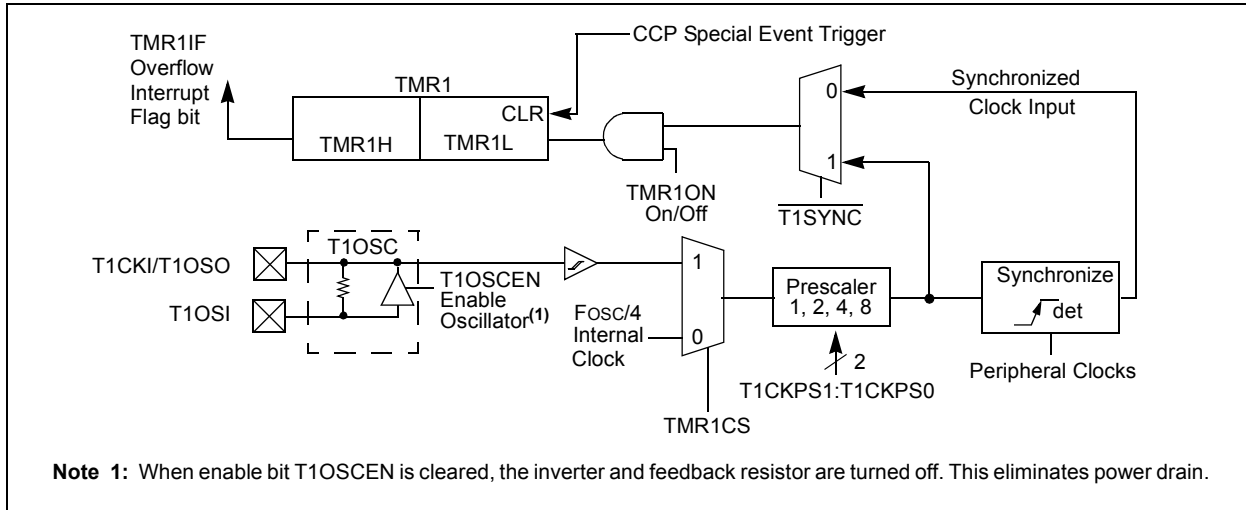 TMR1IF
Overflow
Interrupt
Flag bit
TMR1
CCP Special Event Trigger
CLR
TMR1H
TMR1L
TMR1ON
On/Off
0
1
T1SYNC
Synchronized
Clock Input
T1OSC
T1CKI/T1OSO
T1OSI
T1OSCEN
Enable
Oscillator(1)
FOSC/4
Internal
Clock
1
0
TMR1CS
Prescaler
1, 2, 4, 8
2
T1CKPS1:T1CKPS0
Synchronize
det
Peripheral Clocks
Note 1: When enable bit T1OSCEN is cleared, the inverter and feedback resistor are turned off. This eliminates power drain.